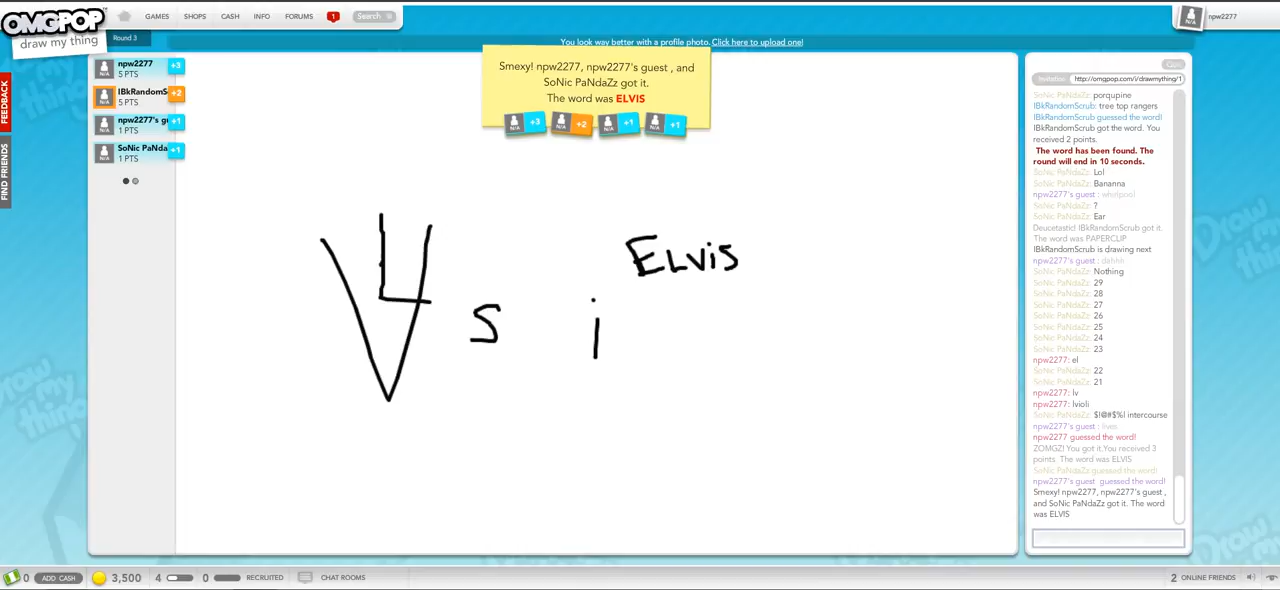 OMGPOP
draw my thing
GAMES
SHOPS
CASH
INFO
FORUMS
1
Search
N/A
npw2277
Round 3
You look way better with a profile photo. Click here to upload one!
FEEDBACK
FIND FRIENDS
npw2277
5 PTS
+3
IBkRandomS
5 PTS
+2
npw2277's gu
1 PTS
+1
SoNic PaNda
1 PTS
+1
Smexy! npw2277, npw2277's guest , and
SoNic PaNdaZz got it.
The word was ELVIS
N/A +3 N/A +2 N/A +1 N/A +1
ELViS
L
V
S i
Invitation http://omgpop.com/i/drawmything/1
SoNic PaNdaZz: porqupine
IBkRandomScrub: tree top rangers
IBkRandomScrub guessed the word!
IBkRandomScrub got the word. You
received 2 points.
The word has been found. The
round will end in 10 seconds.
SoNic PaNdaZz: Lol
SoNic PaNdaZz: Bananna
npw2277's guest : whirlpool
SoNic PaNdaZz: ?
SoNic PaNdaZz: Ear
Deucetastic! IBkRandomScrub got it.
The word was PAPERCLIP
IBkRandomScrub is drawing next
npw2277's guest : dahhh
SoNic PaNdaZz: Nothing
SoNic PaNdaZz: 29
SoNic PaNdaZz: 28
SoNic PaNdaZz: 27
SoNic PaNdaZz: 26
SoNic PaNdaZz: 25
SoNic PaNdaZz: 24
SoNic PaNdaZz: 23
npw2277: el
SoNic PaNdaZz: 22
SoNic PaNdaZz: 21
npw2277: lv
npw2277: lvioli
SoNic PaNdaZz: $!@#$%! intercourse
npw2277's guest : lives
npw2277 guessed the word!
ZOMGZ! You got it.You received 3
points The word was ELVIS
SoNic PaNdaZz guessed the word!
npw2277's guest guessed the word!
Smexy! npw2277, npw2277's guest ,
and SoNic PaNdaZz got it. The word
was ELVIS
0
ADD CASH
3,500
4
0
RECRUITED
CHAT ROOMS
2 ONLINE FRIENDS